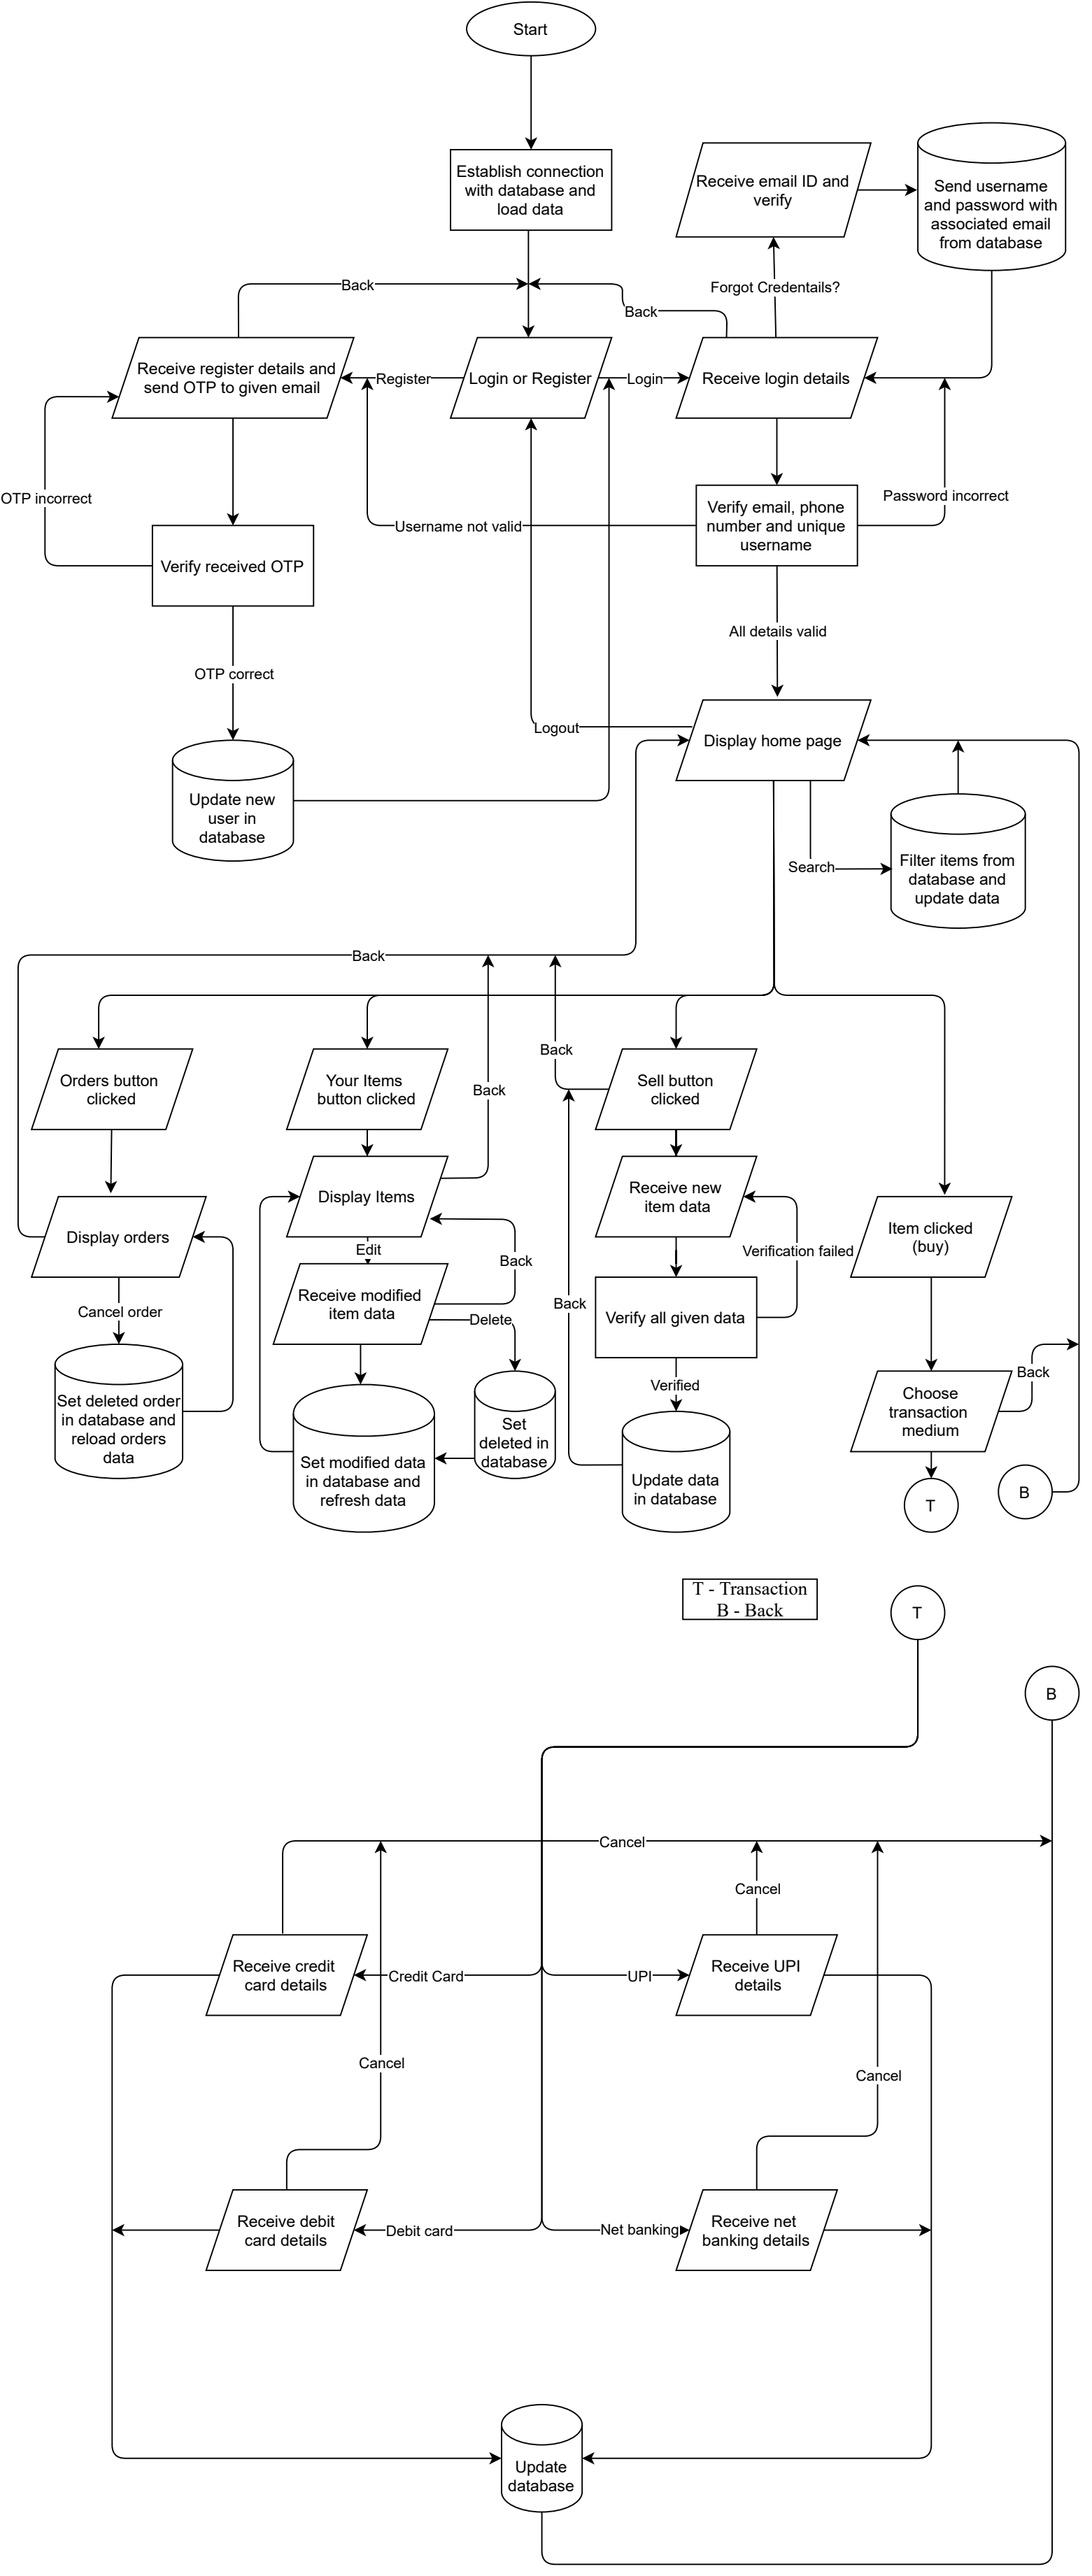 Start
Establish connection
with database and
load data
Receive email ID and
verify
Send username
and password with
associated email
from database
Back
Forgot Credentails?
Back
Receive register details and
send OTP to given email
Register
Login or Register
Login
Receive login details
OTP incorrect
Username not valid
Verify email, phone
number and unique
username
Password incorrect
Verify received OTP
All details valid
OTP correct
Logout
Display home page
Update new
user in
database
Search
Filter items from
database and
update data
Back
Orders button
clicked
Your Items
button clicked
Back
Back
Sell button
clicked
Display orders
Display Items
Receive new
item data
Item clicked
(buy)
Edit
Back
Verification failed
Cancel order
Receive modified
item data
Delete
Back
Verify all given data
Set deleted order
in database and
reload orders
data
Set
deleted in
database
Verified
Choose
transaction
medium
Back
Set modified data
in database and
refresh data
Update data
in database
T
B
T - Transaction
B - Back
T
B
Cancel
Cancel
Receive credit
card details
Credit Card
UPI
Receive UPI
details
Cancel
Cancel
Receive debit
card details
Debit card
Net banking
Receive net
banking details
Update
database